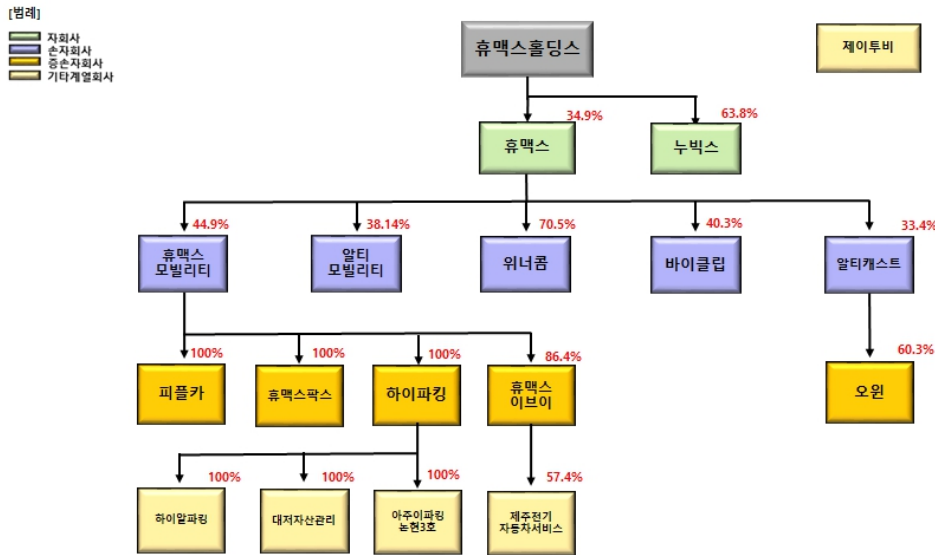 [범례]
자회사
손자회사
증손자회사
기타계열회사
휴맥스홀딩스
제이투비
34.9%
63.8%
휴맥스
누빅스
44.9%
38.14%
70.5%
40.3%
33.4%
휴맥스
모빌리티
알티
모빌리티
위너콤
바이클립
알티캐스트
100%
100%
100%
86.4%
60.3%
피플카
휴맥스팍스
하이파킹
휴맥스
이브이
오윈
100%
100%
100%
57.4%
하이알파킹
대저자산관리
아주이파킹
논현3호
제주전기
자동차서비스